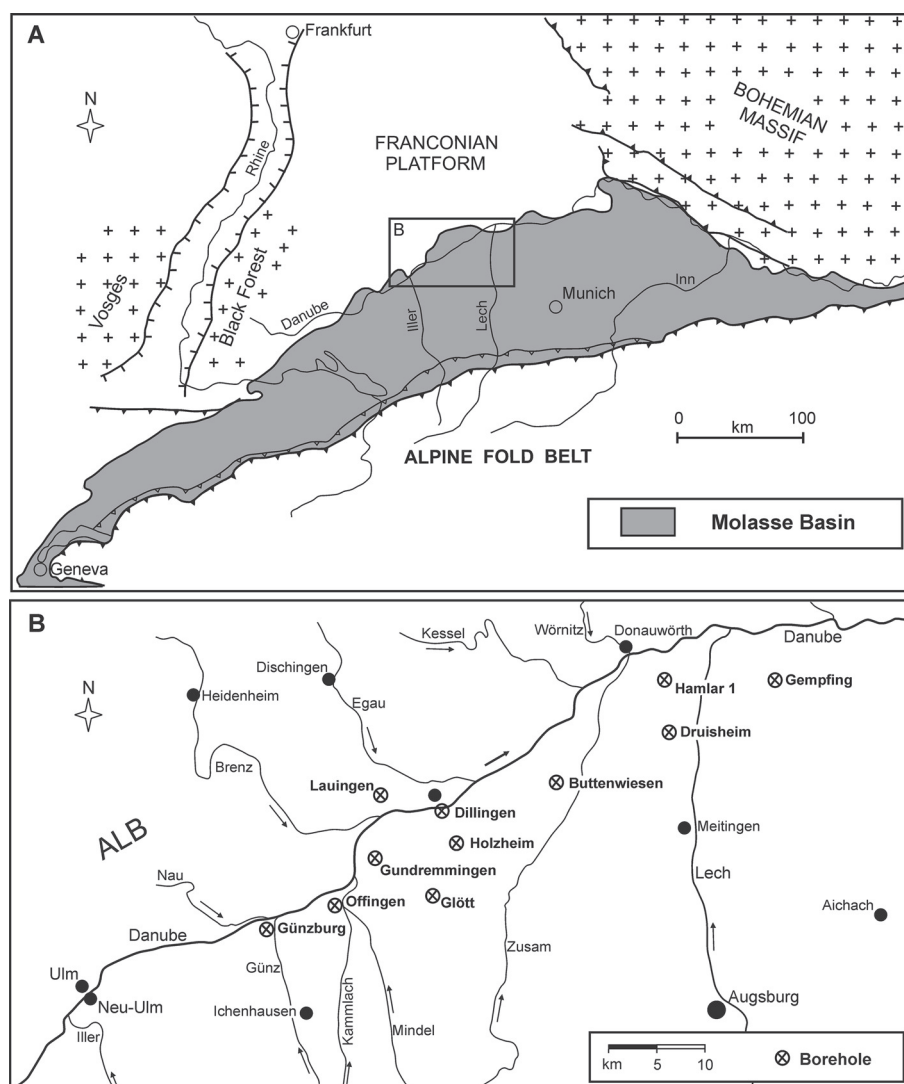 A
Frankfurt
N
Rhine
FRANCONIAN
PLATFORM
BOHEMIAN
MASSIF
Vosges
Black Forest
Danube
B
Iller
Lech
Munich
Inn
0 100
km
ALPINE FOLD BELT
Molasse Basin
Geneva
B
Kessel
Wörnitz
Donauwörth
Danube
Dischingen
Heidenheim
N
Egau
Hamlar 1
Gempfing
Druisheim
Brenz
Lauingen
Buttenwiesen
Dillingen
ALB
Holzheim
Meitingen
Gundremmingen
Nau
Lech
Offingen
Glött
Aichach
Günzburg
Danube
Zusam
Ulm
Günz
Neu-Ulm
Augsburg
Ichenhausen
Kammlach
Mindel
Iller
km 5 10
Borehole